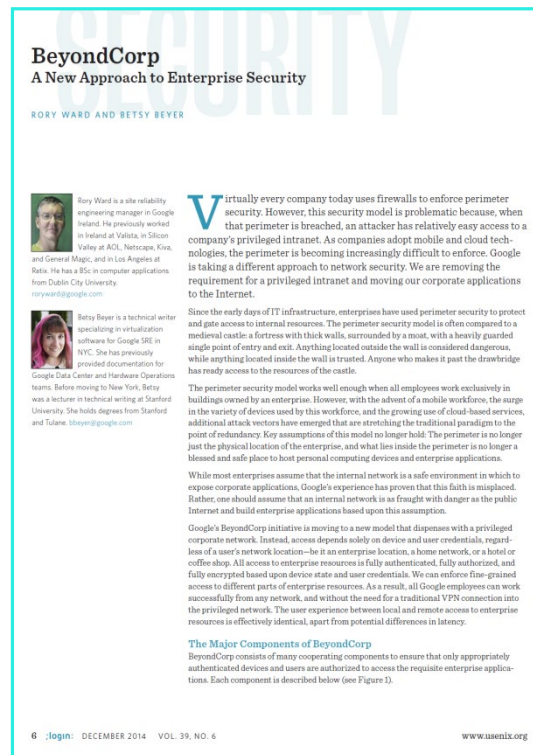 SECURITY
BeyondCorp
A New Approach to Enterprise Security
RORY WARD AND BETSY BEYER
Rory Ward is a site reliability
engineering manager in Google
Ireland. He previously worked
in Ireland at Valista, in Silicon
Valley at AOL, Netscape, Kiva,
and General Magic, and in Los Angeles at
Retix. He has a BSc in computer applications
from Dublin City University.
roryward@google.com
Betsy Beyer is a technical writer
specializing in virtualization
software for Google SRE in
NYC. She has previously
provided documentation for
Google Data Center and Hardware Operations
teams. Before moving to New York, Betsy
was a lecturer in technical writing at Stanford
University. She holds degrees from Stanford
and Tulane. bbeyer@google.com
Virtually every company today uses firewalls to enforce perimeter
security. However, this security model is problematic because, when
that perimeter is breached, an attacker has relatively easy access to a
company's privileged intranet. As companies adopt mobile and cloud tech-
nologies, the perimeter is becoming increasingly difficult to enforce. Google
is taking a different approach to network security. We are removing the
requirement for a privileged intranet and moving our corporate applications
to the Internet.
Since the early days of IT infrastructure, enterprises have used perimeter security to protect
and gate access to internal resources. The perimeter security model is often compared to a
medieval castle: a fortress with thick walls, surrounded by a moat, with a heavily guarded
single point of entry and exit. Anything located outside the wall is considered dangerous,
while anything located inside the wall is trusted. Anyone who makes it past the drawbridge
has ready access to the resources of the castle.
The perimeter security model works well enough when all employees work exclusively in
buildings owned by an enterprise. However, with the advent of a mobile workforce, the surge
in the variety of devices used by this workforce, and the growing use of cloud-based services,
additional attack vectors have emerged that are stretching the traditional paradigm to the
point of redundancy. Key assumptions of this model no longer hold: The perimeter is no longer
just the physical location of the enterprise, and what lies inside the perimeter is no longer a
blessed and safe place to host personal computing devices and enterprise applications.
While most enterprises assume that the internal network is a safe environment in which to
expose corporate applications, Google's experience has proven that this faith is misplaced.
Rather, one should assume that an internal network is as fraught with danger as the public
Internet and build enterprise applications based upon this assumption.
Google's BeyondCorp initiative is moving to a new model that dispenses with a privileged
corporate network. Instead, access depends solely on device and user credentials, regard-
less of a user's network location—be it an enterprise location, a home network, or a hotel or
coffee shop. All access to enterprise resources is fully authenticated, fully authorized, and
fully encrypted based upon device state and user credentials. We can enforce fine-grained
access to different parts of enterprise resources. As a result, all Google employees can work
successfully from any network, and without the need for a traditional VPN connection into
the privileged network. The user experience between local and remote access to enterprise
resources is effectively identical, apart from potential differences in latency.
The Major Components of BeyondCorp
BeyondCorp consists of many cooperating components to ensure that only appropriately
authenticated devices and users are authorized to access the requisite enterprise applica-
tions. Each component is described below (see Figure 1).
6 ;login: DECEMBER 2014 VOL. 39, NO. 6 www.usenix.org